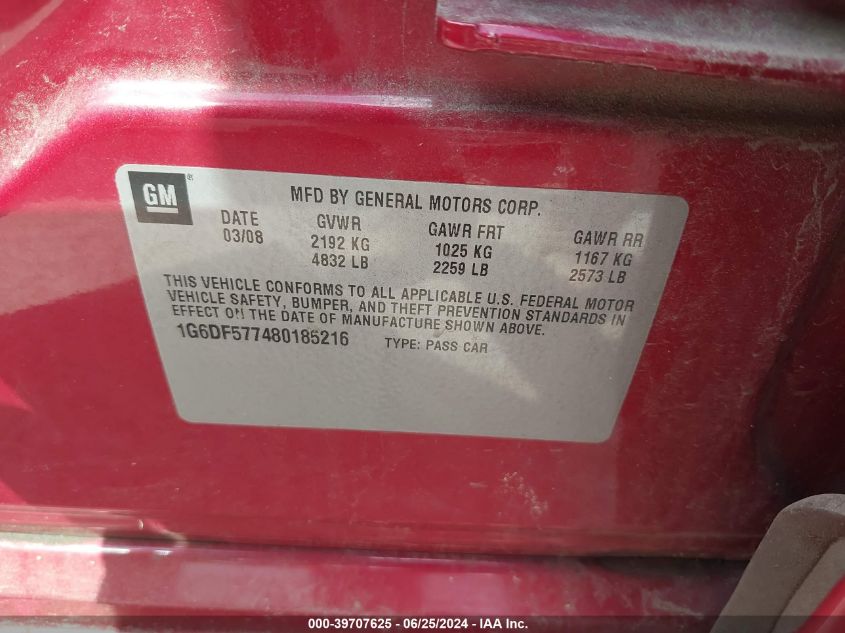 GM ®
MFD BY GENERAL MOTORS CORP.
DATE GVWR GAWR FRT GAWR RR
03/08 2192 KG 1025 KG 1167 KG
4832 LB 2259 LB 2573 LB
THIS VEHICLE CONFORMS TO ALL APPLICABLE U.S. FEDERAL MOTOR
VEHICLE SAFETY, BUMPER, AND THEFT PREVENTION STANDARDS IN
EFFECT ON THE DATE OF MANUFACTURE SHOWN ABOVE.
1G6DF577480185216 TYPE: PASS CAR
000-39707625 / 06/25/2024 - IAA Inc.